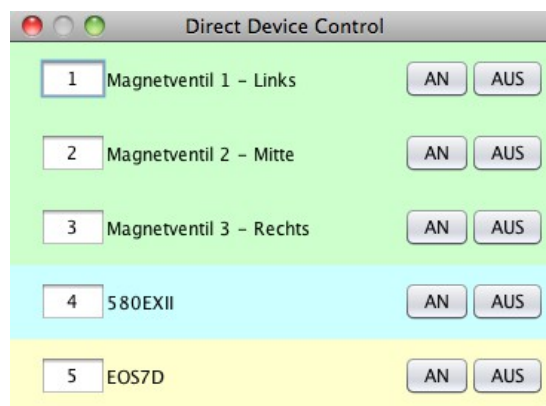 Direct Device Control
1 Magnetventil 1 – Links AN AUS
2 Magnetventil 2 – Mitte AN AUS
3 Magnetventil 3 – Rechts AN AUS
4 580EXII AN AUS
5 EOS7D AN AUS